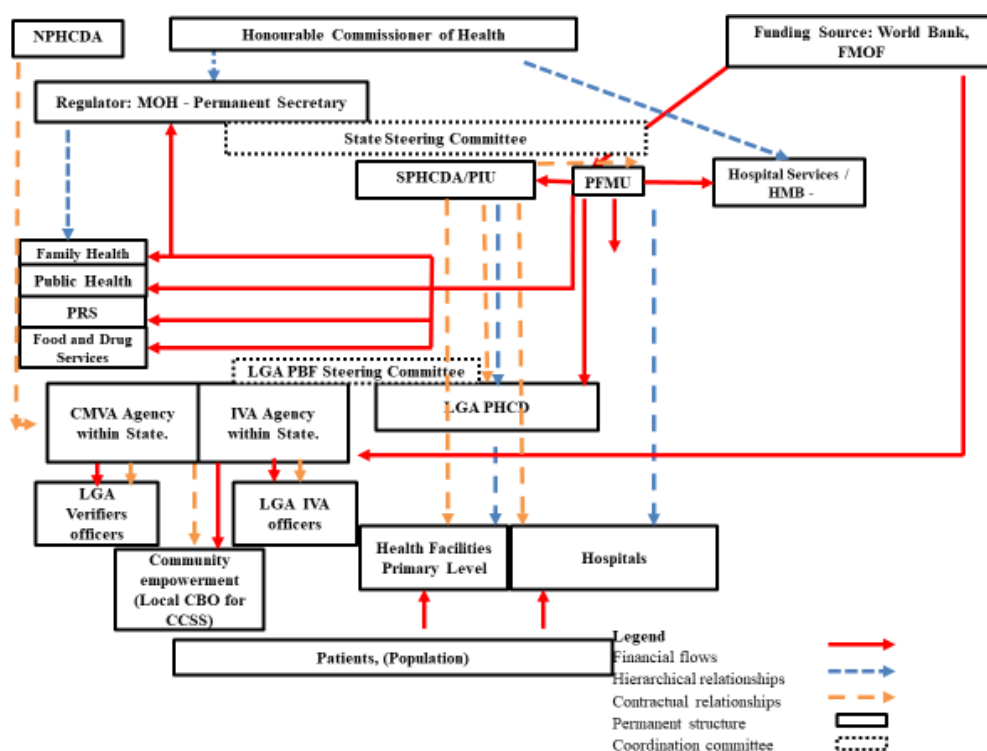 NPHCDA
Honourable Commissioner of Health
Funding Source: World Bank,
FMOF
Regulator: MOH - Permanent Secretary
State Steering Committee
SPHCDA/PIU
PFMU
Hospital Services /
HMB -
Family Health
Public Health
PRS
Food and Drug
Services
LGA PBF Steering Committee
CMVA Agency
within State.
IVA Agency
within State.
LGA PHCD
LGA
Verifiers
officers
LGA IVA
officers
Community
empowerment
(Local CBO for
CCSS)
Health Facilities
Primary Level
Hospitals
Patients, (Population)
Legend
Financial flows
Hierarchical relationships
Contractual relationships
Permanent structure
Coordination committee